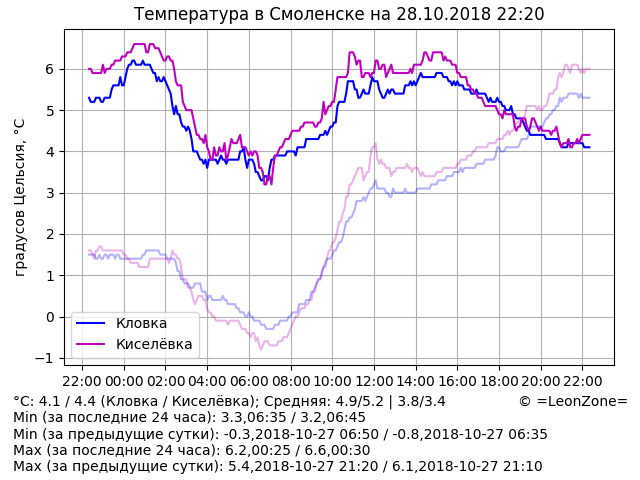 Температура в Смоленске на 28.10.2018 22:20
градусов Цельсия, °C
6
5
4
3
2
1
0
−1
Кловка
Киселёвка
22:00 00:00 02:00 04:00 06:00 08:00 10:00 12:00 14:00 16:00 18:00 20:00 22:00
°C: 4.1 / 4.4 (Кловка / Киселёвка); Средняя: 4.9/5.2 | 3.8/3.4 © =LeonZone=
Min (за последние 24 часа): 3.3,06:35 / 3.2,06:45
Min (за предыдущие сутки): -0.3,2018-10-27 06:50 / -0.8,2018-10-27 06:35
Max (за последние 24 часа): 6.2,00:25 / 6.6,00:30
Max (за предыдущие сутки): 5.4,2018-10-27 21:20 / 6.1,2018-10-27 21:10